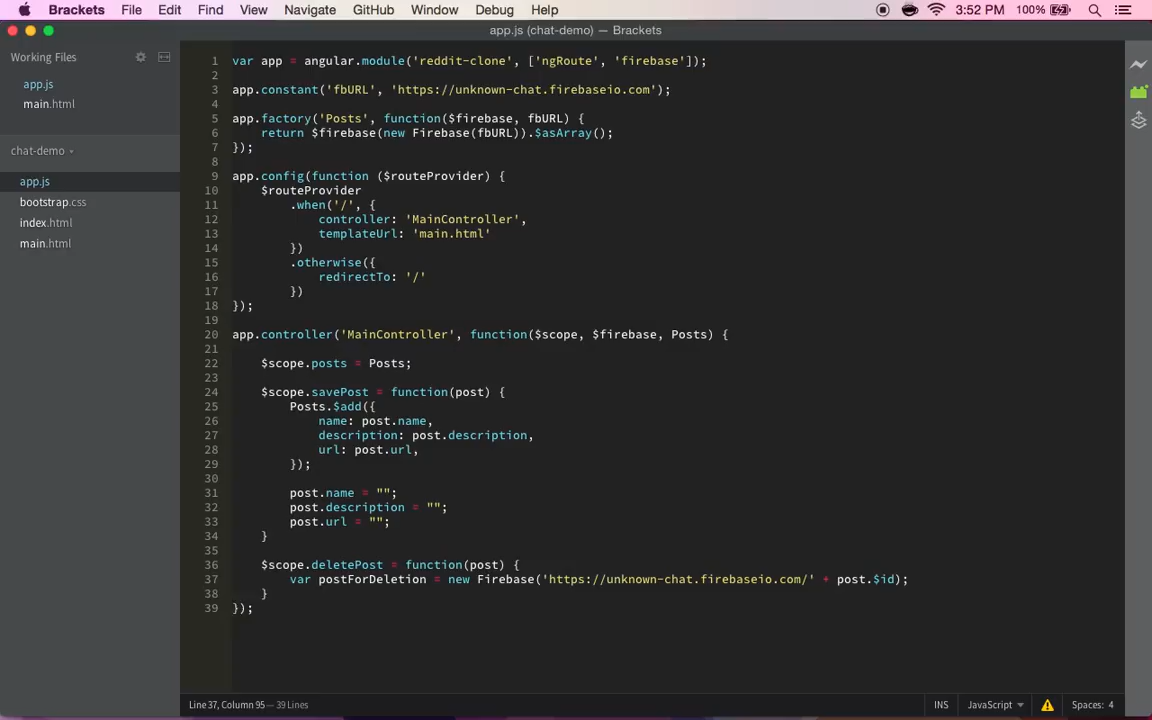 Brackets File Edit Find View Navigate GitHub Window Debug Help 3:52 PM 100%
app.js (chat-demo) — Brackets
Working Files
app.js
main.html
chat-demo
app.js
bootstrap.css
index.html
main.html
1 var app = angular.module('reddit-clone', ['ngRoute', 'firebase']);
2
3 app.constant('fbURL', 'https://unknown-chat.firebaseio.com');
4
5 app.factory('Posts', function($firebase, fbURL) {
6     return $firebase(new Firebase(fbURL)).$asArray();
7 });
8
9 app.config(function ($routeProvider) {
10     $routeProvider
11         .when('/', {
12             controller: 'MainController',
13             templateUrl: 'main.html'
14         })
15         .otherwise({
16             redirectTo: '/'
17         })
18 });
19
20 app.controller('MainController', function($scope, $firebase, Posts) {
21
22     $scope.posts = Posts;
23
24     $scope.savePost = function(post) {
25         Posts.$add({
26             name: post.name,
27             description: post.description,
28             url: post.url,
29         });
30
31         post.name = "";
32         post.description = "";
33         post.url = "";
34     }
35
36     $scope.deletePost = function(post) {
37         var postForDeletion = new Firebase('https://unknown-chat.firebaseio.com/' + post.$id);
38     }
39 });
Line 37, Column 95 — 39 Lines INS JavaScript Spaces: 4